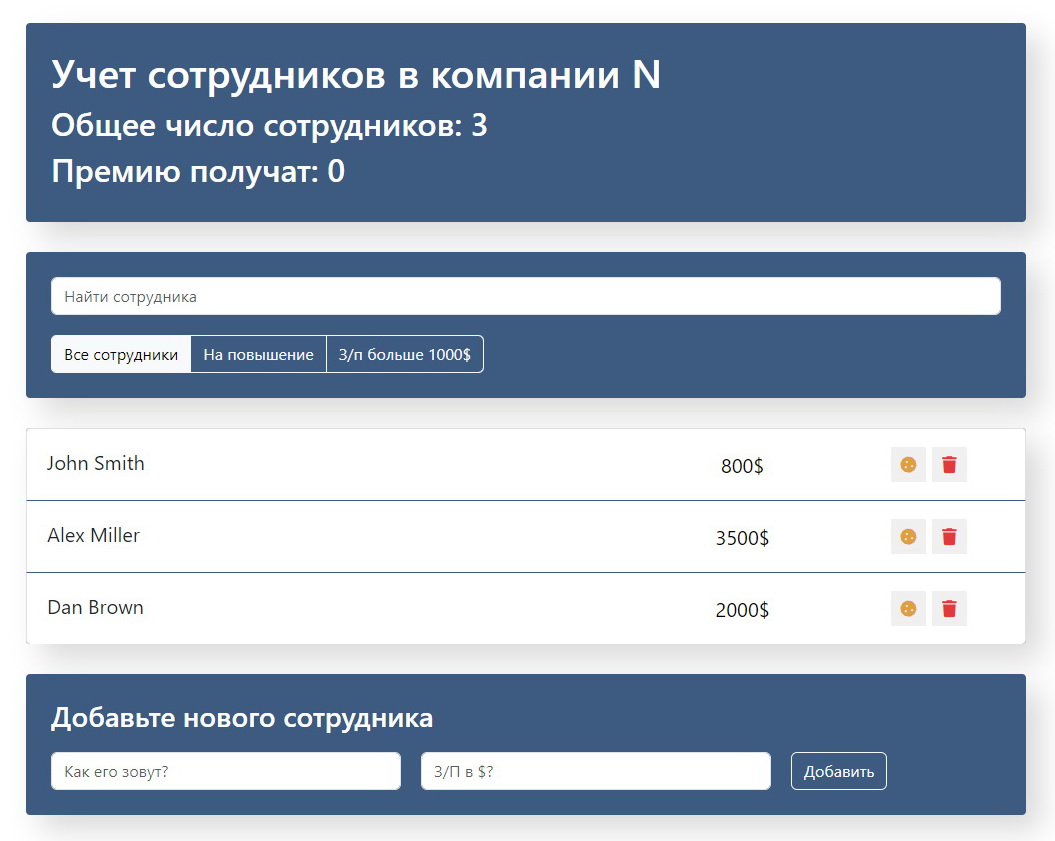 Учет сотрудников в компании N
Общее число сотрудников: 3
Премию получат: 0
Найти сотрудника
Все сотрудники На повышение З/п больше 1000$
John Smith 800$
Alex Miller 3500$
Dan Brown 2000$
Добавьте нового сотрудника
Как его зовут? З/П в $? Добавить